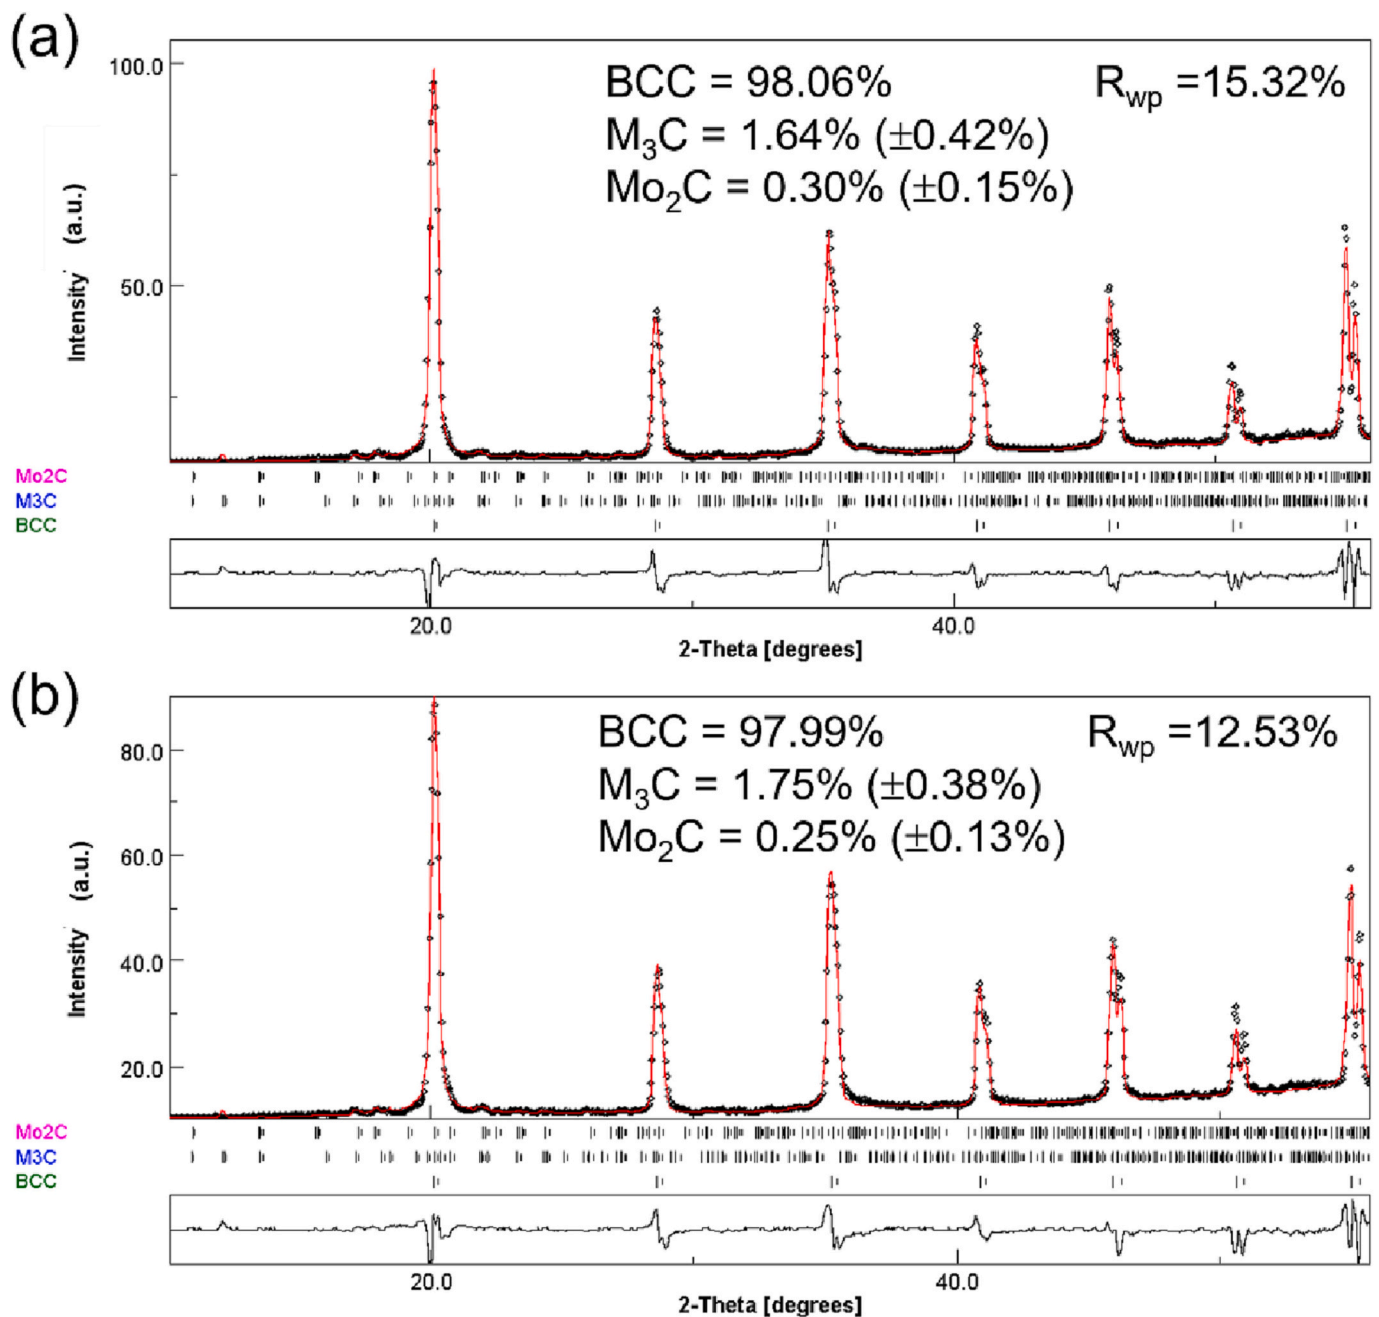 (a)
100.0
50.0
Intensity (a.u.)
BCC = 98.06%
R_wp =15.32%
M₃C = 1.64% (±0.42%)
Mo₂C = 0.30% (±0.15%)
Mo2C
M3C
BCC
20.0 40.0
2-Theta [degrees]
(b)
80.0
60.0
40.0
20.0
Intensity (a.u.)
BCC = 97.99%
R_wp =12.53%
M₃C = 1.75% (±0.38%)
Mo₂C = 0.25% (±0.13%)
Mo2C
M3C
BCC
20.0 40.0
2-Theta [degrees]